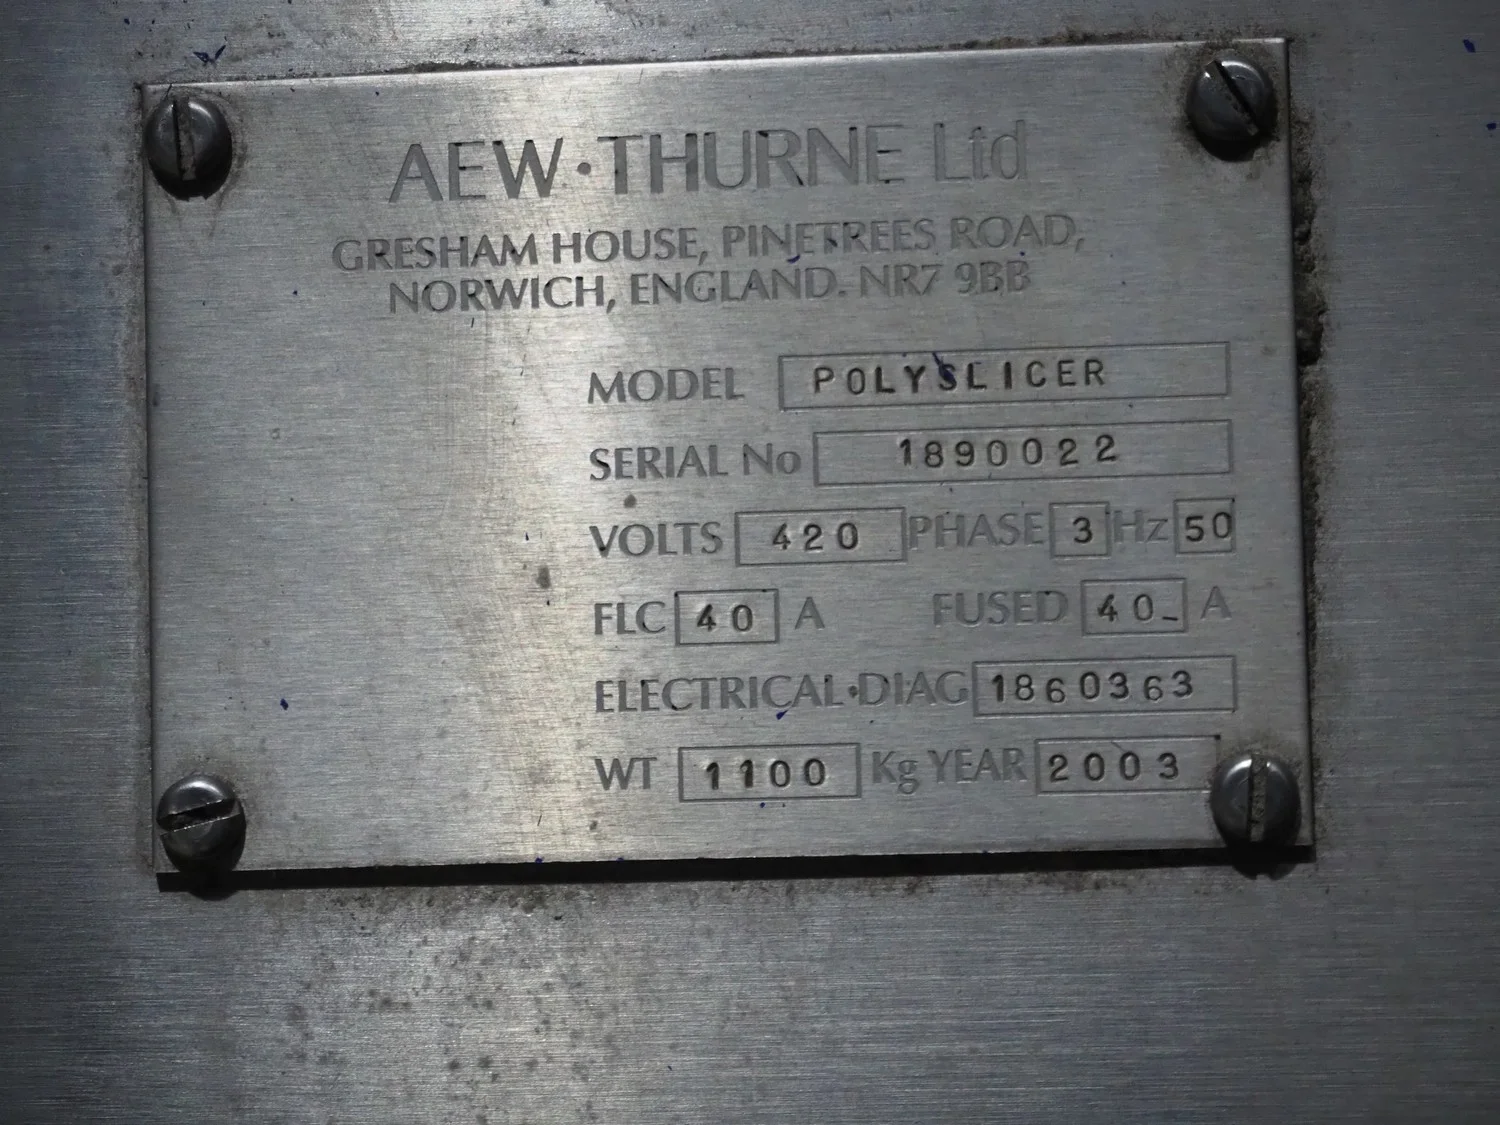 AEW·THURNE Ltd
GRESHAM HOUSE, PINETREES ROAD,
NORWICH, ENGLAND. NR7 9BB
MODEL POLYSLICER
SERIAL No 1890022
VOLTS 420 PHASE 3 Hz 50
FLC 40 A FUSED 40_ A
ELECTRICAL·DIAG 1860363
WT 1100 Kg YEAR 2003